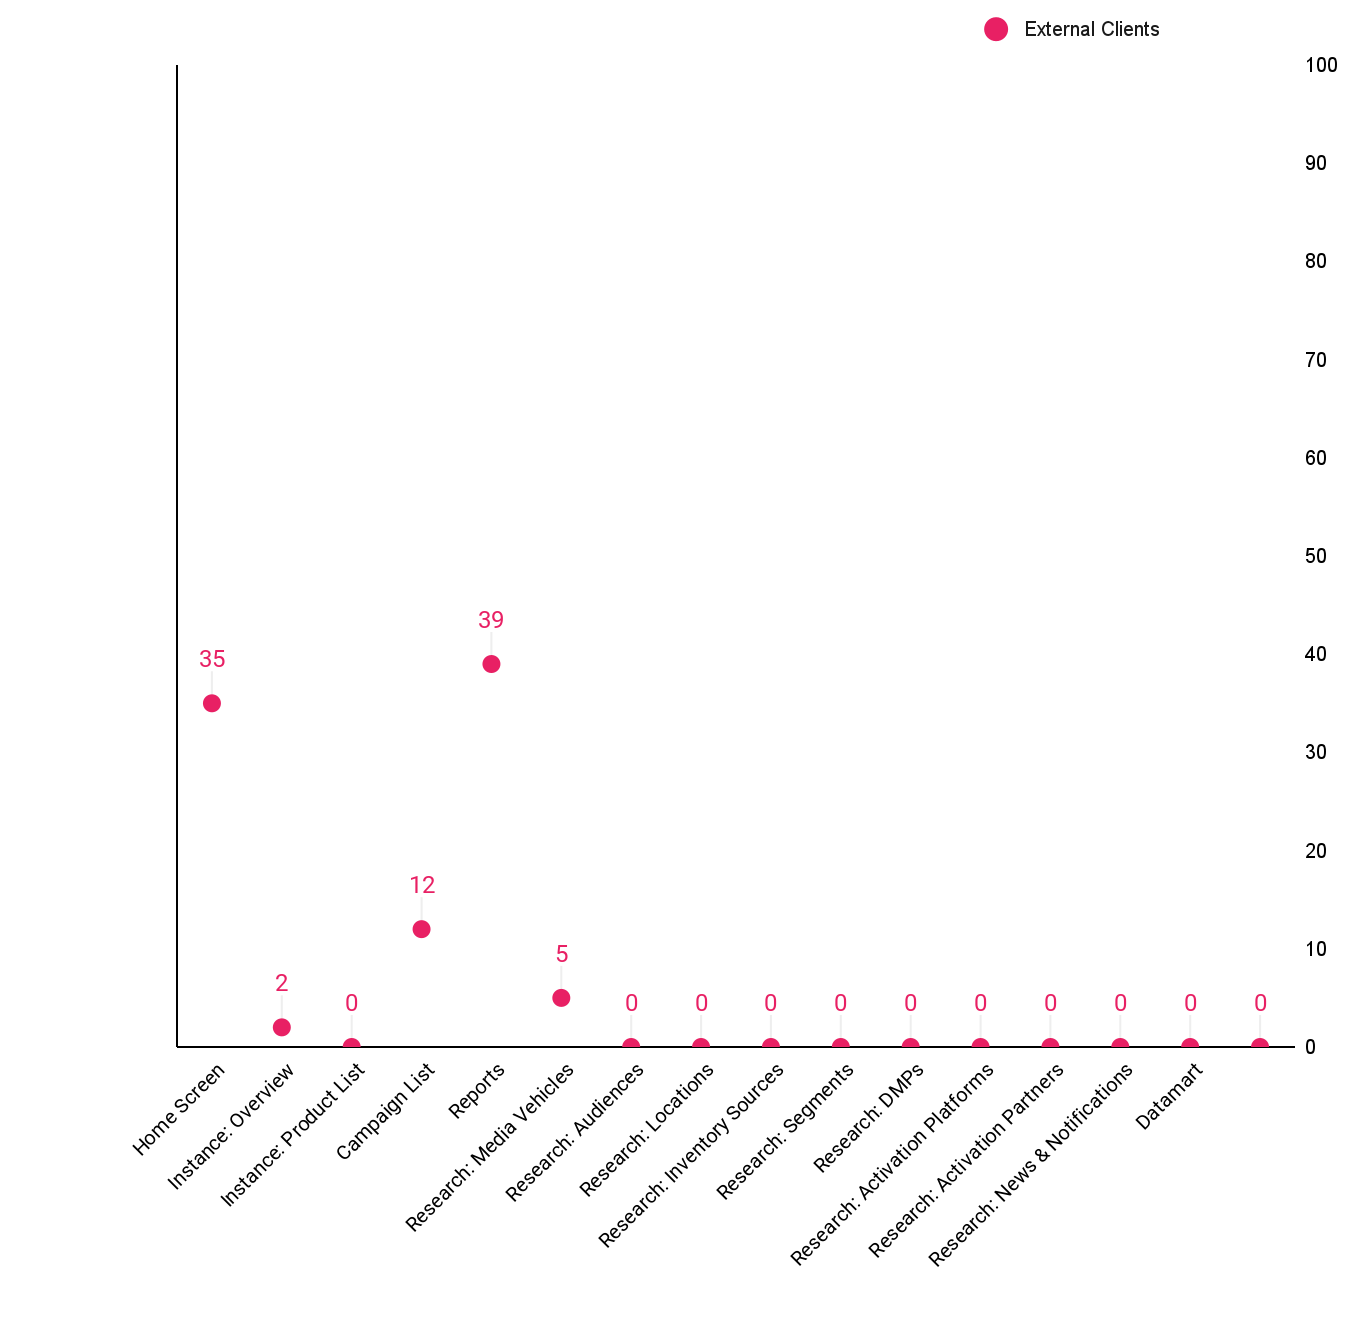 External Clients
100
90
80
70
60
50
40
30
20
10
0
35
2
0
12
39
5
0
0
0
0
0
0
0
0
0
0
Home Screen
Instance: Overview
Instance: Product List
Campaign List
Reports
Research: Media Vehicles
Research: Audiences
Research: Locations
Research: Inventory Sources
Research: Segments
Research: DMPs
Research: Activation Platforms
Research: Activation Partners
Research: News & Notifications
Datamart